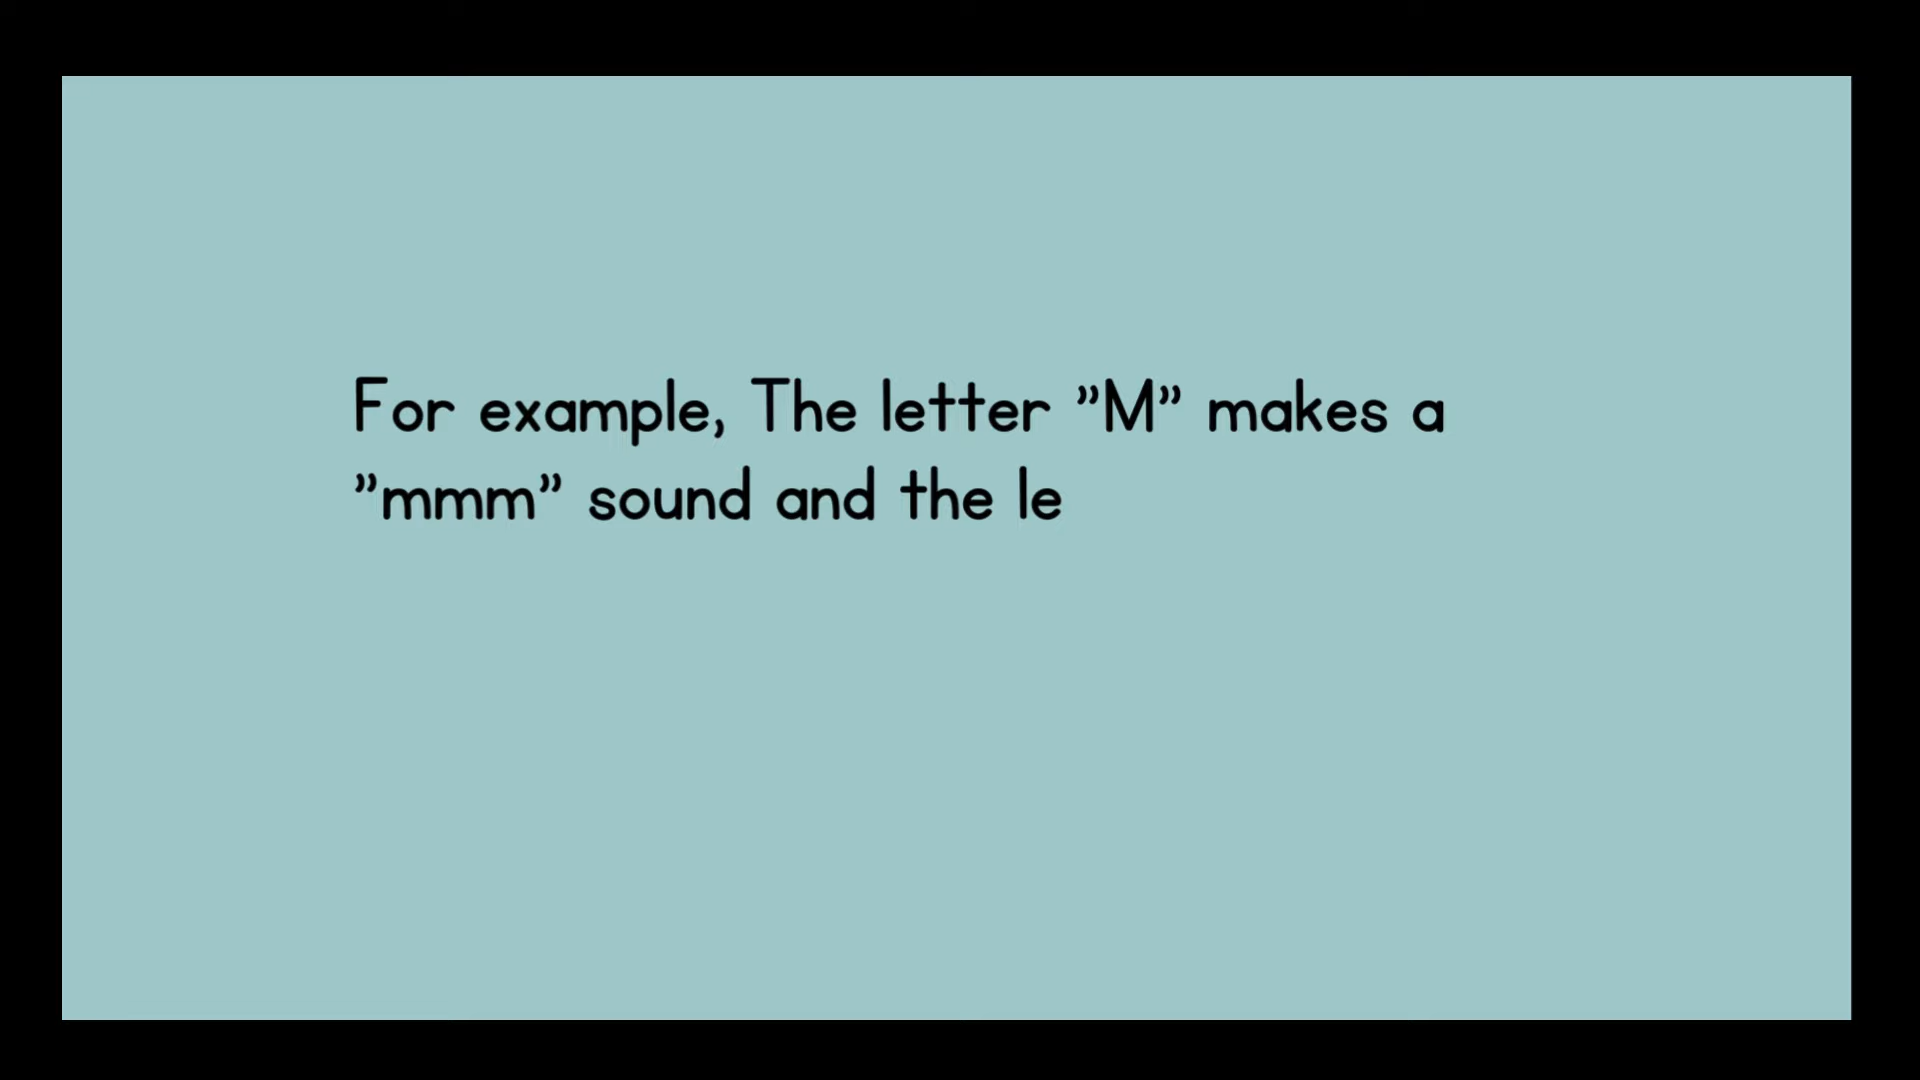 For example, The letter ”M” makes a
”mmm” sound and the le